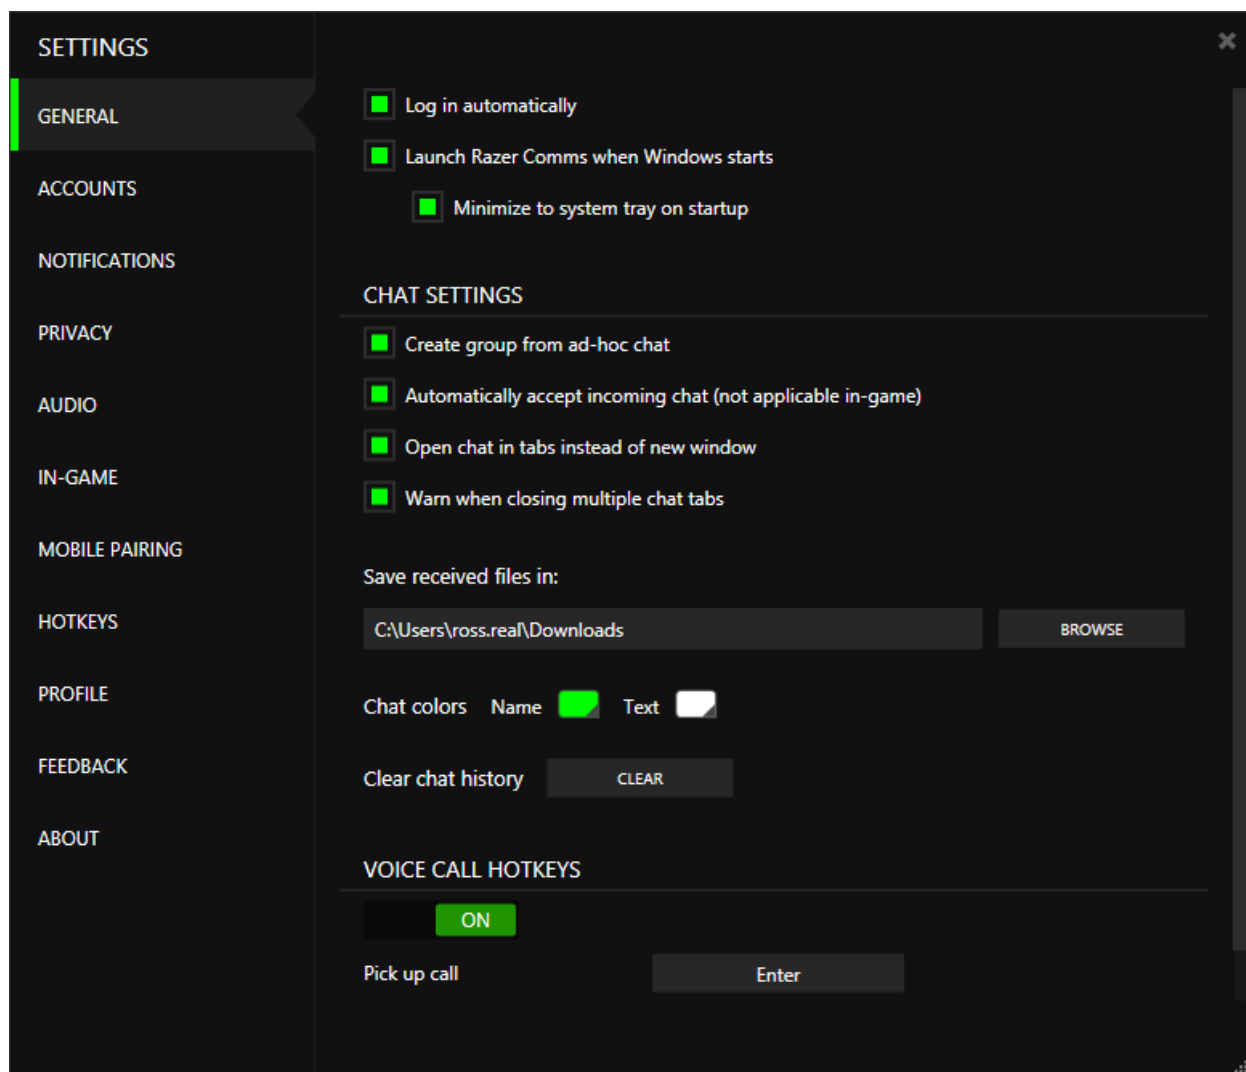 SETTINGS
GENERAL
ACCOUNTS
NOTIFICATIONS
PRIVACY
AUDIO
IN-GAME
MOBILE PAIRING
HOTKEYS
PROFILE
FEEDBACK
ABOUT
Log in automatically
Launch Razer Comms when Windows starts
Minimize to system tray on startup
CHAT SETTINGS
Create group from ad-hoc chat
Automatically accept incoming chat (not applicable in-game)
Open chat in tabs instead of new window
Warn when closing multiple chat tabs
Save received files in:
C:\Users\ross.real\Downloads BROWSE
Chat colors Name Text
Clear chat history CLEAR
VOICE CALL HOTKEYS
ON
Pick up call Enter